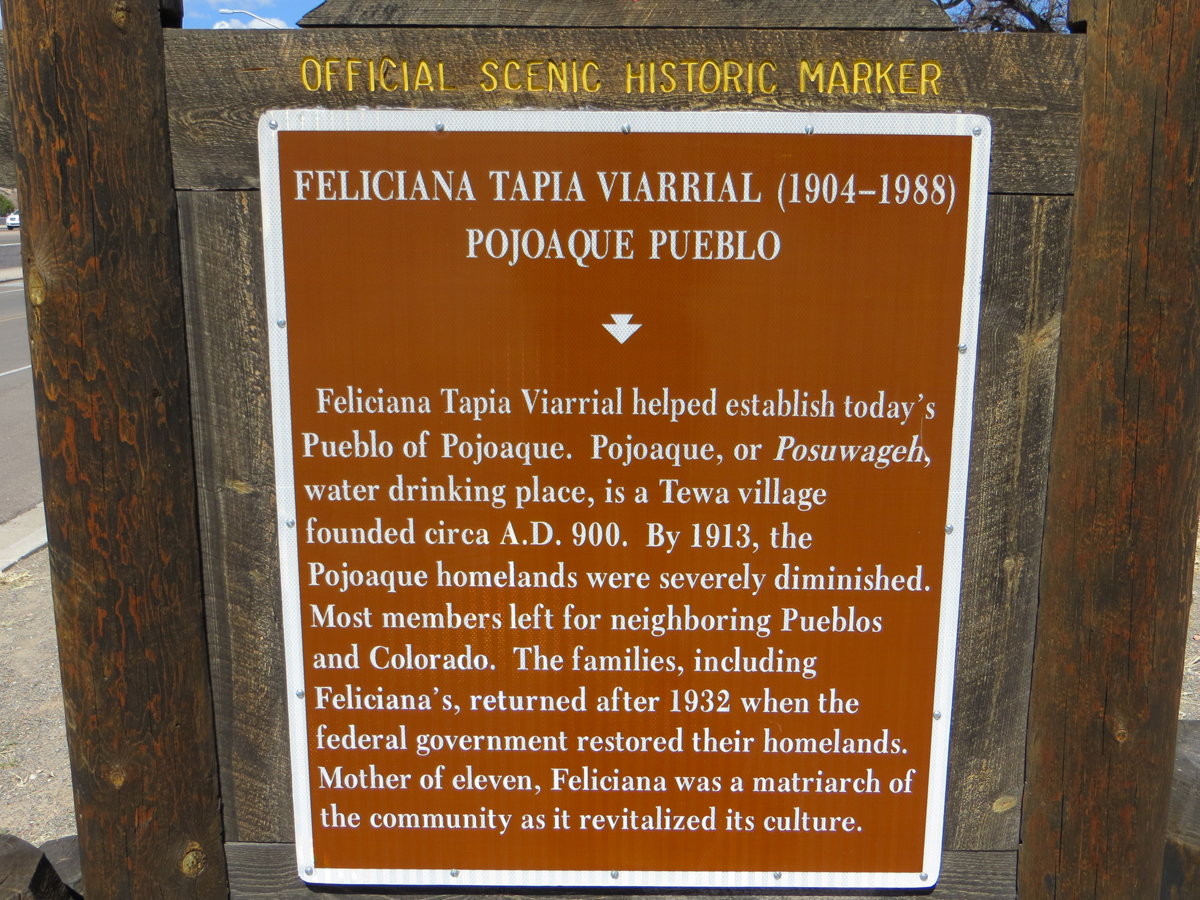 OFFICIAL SCENIC HISTORIC MARKER
FELICIANA TAPIA VIARRIAL (1904–1988)
POJOAQUE PUEBLO
Feliciana Tapia Viarrial helped establish today's
Pueblo of Pojoaque. Pojoaque, or Posuwageh,
water drinking place, is a Tewa village
founded circa A.D. 900. By 1913, the
Pojoaque homelands were severely diminished.
Most members left for neighboring Pueblos
and Colorado. The families, including
Feliciana's, returned after 1932 when the
federal government restored their homelands.
Mother of eleven, Feliciana was a matriarch of
the community as it revitalized its culture.